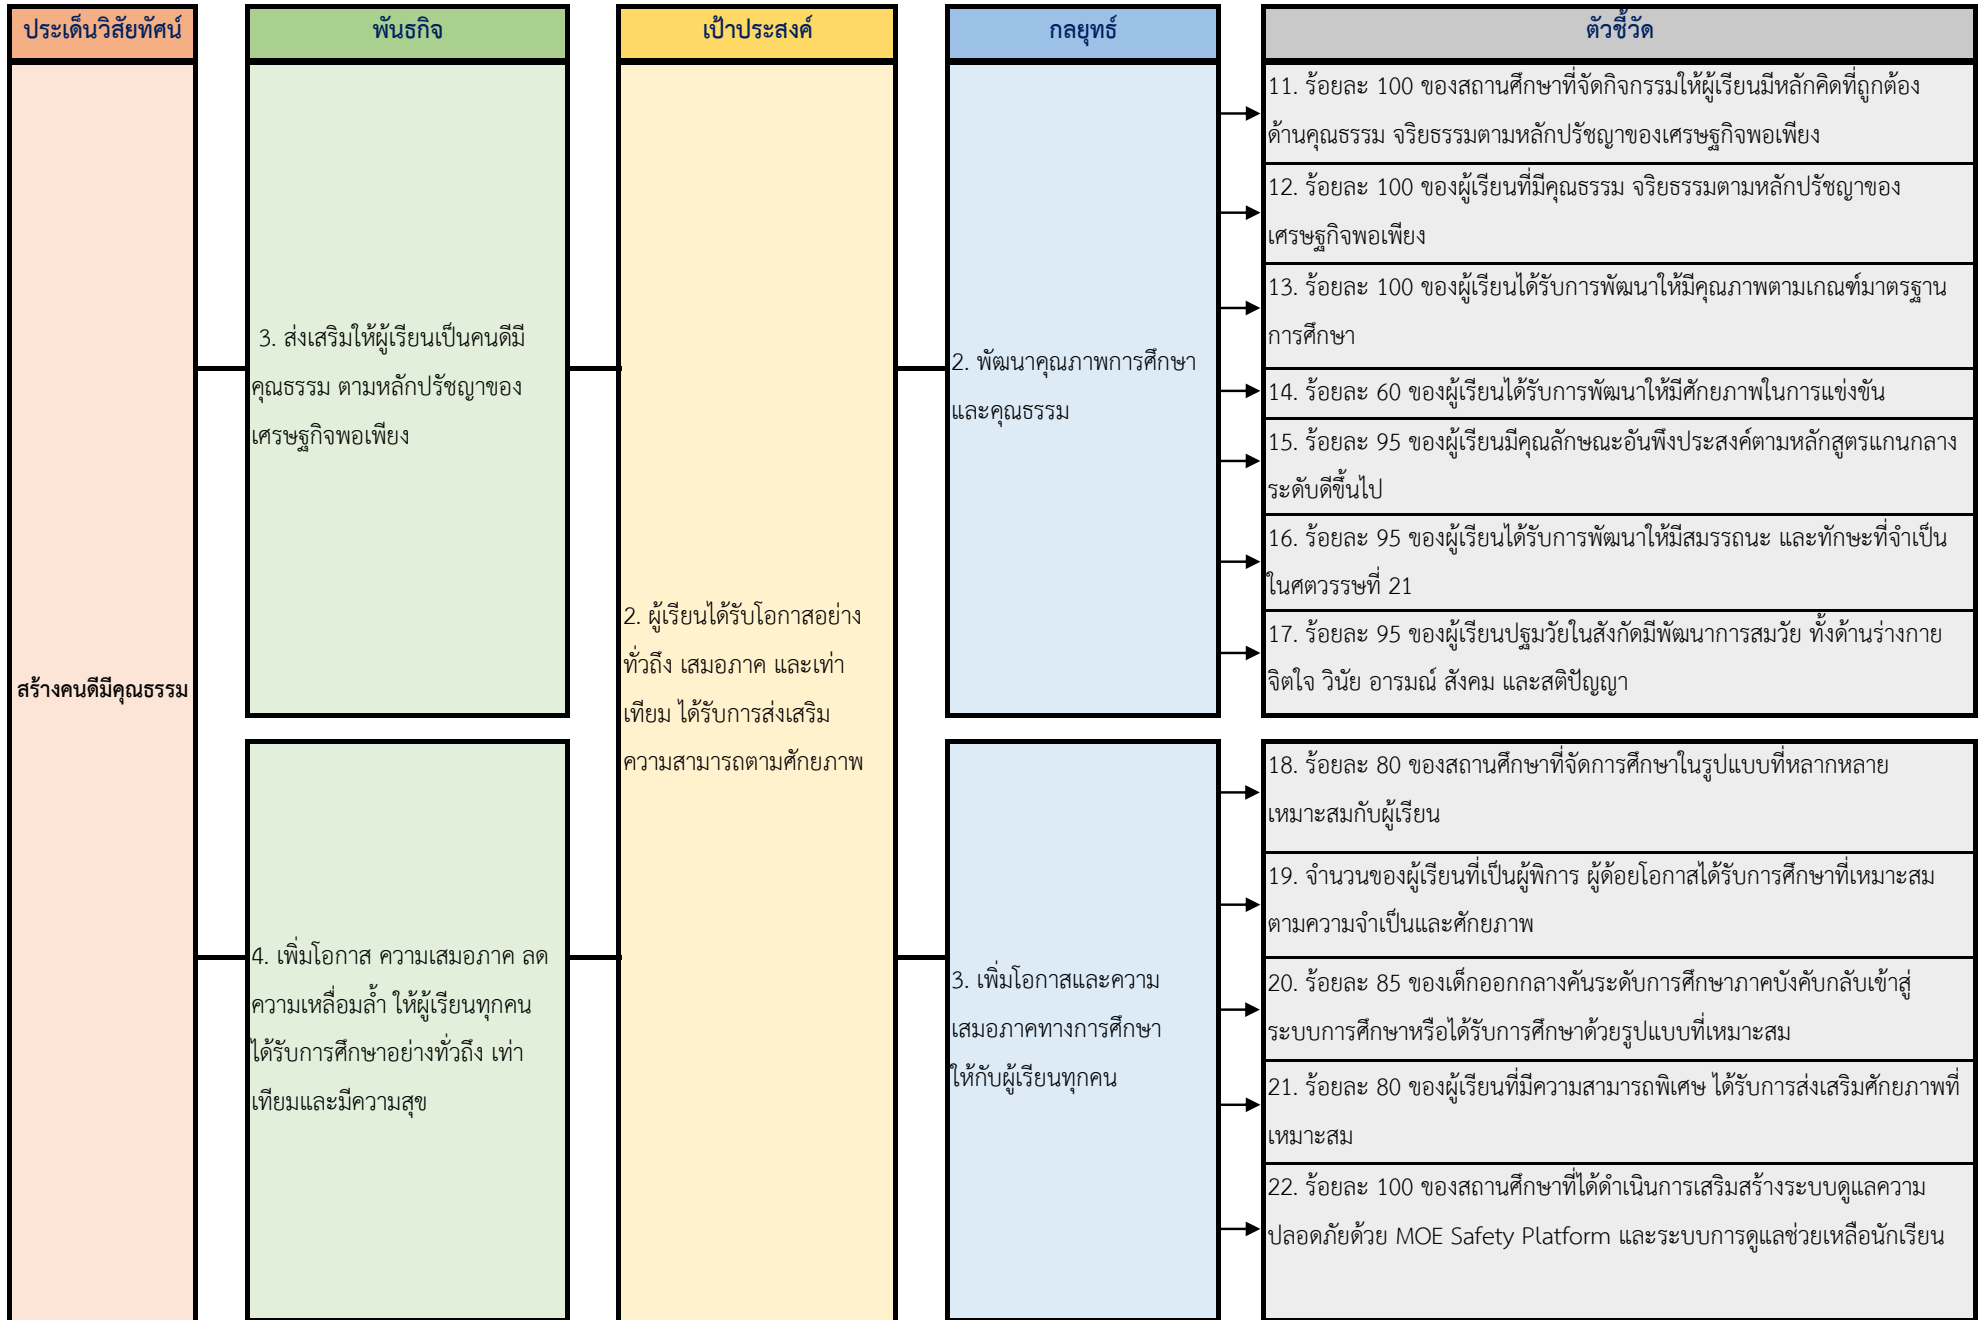 ประเด็นวิสัยทัศน์
พันธกิจ
เป้าประสงค์
กลยุทธ์
ตัวชี้วัด
สร้างคนดีมีคุณธรรม
3. ส่งเสริมให้ผู้เรียนเป็นคนดีมี
คุณธรรม ตามหลักปรัชญาของ
เศรษฐกิจพอเพียง
4. เพิ่มโอกาส ความเสมอภาค ลด
ความเหลื่อมล้ำ ให้ผู้เรียนทุกคน
ได้รับการศึกษาอย่างทั่วถึง เท่า
เทียมและมีความสุข
2. ผู้เรียนได้รับโอกาสอย่าง
ทั่วถึง เสมอภาค และเท่า
เทียม ได้รับการส่งเสริม
ความสามารถตามศักยภาพ
2. พัฒนาคุณภาพการศึกษา
และคุณธรรม
3. เพิ่มโอกาสและความ
เสมอภาคทางการศึกษา
ให้กับผู้เรียนทุกคน
11. ร้อยละ 100 ของสถานศึกษาที่จัดกิจกรรมให้ผู้เรียนมีหลักคิดที่ถูกต้อง
ด้านคุณธรรม จริยธรรมตามหลักปรัชญาของเศรษฐกิจพอเพียง
12. ร้อยละ 100 ของผู้เรียนที่มีคุณธรรม จริยธรรมตามหลักปรัชญาของ
เศรษฐกิจพอเพียง
13. ร้อยละ 100 ของผู้เรียนได้รับการพัฒนาให้มีคุณภาพตามเกณฑ์มาตรฐาน
การศึกษา
14. ร้อยละ 60 ของผู้เรียนได้รับการพัฒนาให้มีศักยภาพในการแข่งขัน
15. ร้อยละ 95 ของผู้เรียนมีคุณลักษณะอันพึงประสงค์ตามหลักสูตรแกนกลาง
ระดับดีขึ้นไป
16. ร้อยละ 95 ของผู้เรียนได้รับการพัฒนาให้มีสมรรถนะ และทักษะที่จำเป็น
ในศตวรรษที่ 21
17. ร้อยละ 95 ของผู้เรียนปฐมวัยในสังกัดมีพัฒนาการสมวัย ทั้งด้านร่างกาย
จิตใจ วินัย อารมณ์ สังคม และสติปัญญา
18. ร้อยละ 80 ของสถานศึกษาที่จัดการศึกษาในรูปแบบที่หลากหลาย
เหมาะสมกับผู้เรียน
19. จำนวนของผู้เรียนที่เป็นผู้พิการ ผู้ด้อยโอกาสได้รับการศึกษาที่เหมาะสม
ตามความจำเป็นและศักยภาพ
20. ร้อยละ 85 ของเด็กออกกลางคันระดับการศึกษาภาคบังคับกลับเข้าสู่
ระบบการศึกษาหรือได้รับการศึกษาด้วยรูปแบบที่เหมาะสม
21. ร้อยละ 80 ของผู้เรียนที่มีความสามารถพิเศษ ได้รับการส่งเสริมศักยภาพที่
เหมาะสม
22. ร้อยละ 100 ของสถานศึกษาที่ได้ดำเนินการเสริมสร้างระบบดูแลความ
ปลอดภัยด้วย MOE Safety Platform และระบบการดูแลช่วยเหลือนักเรียน